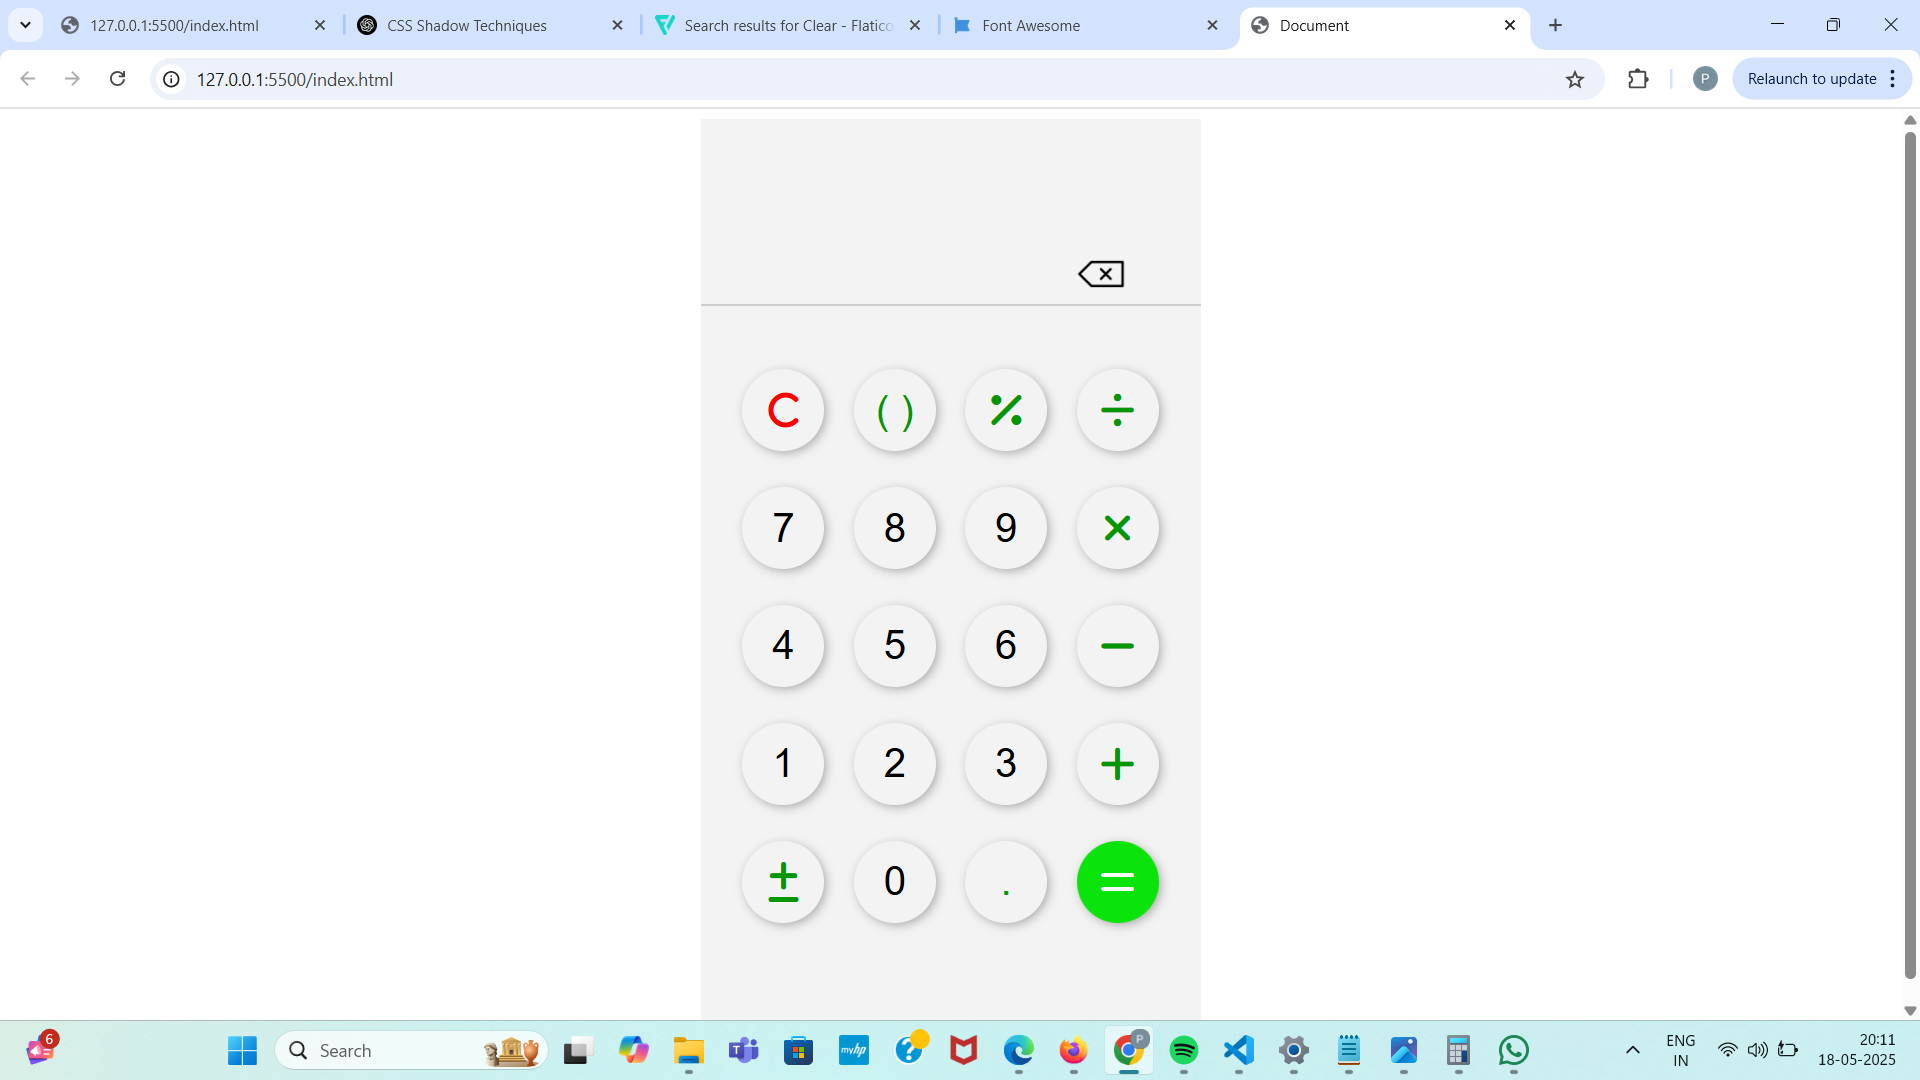 127.0.0.1:5500/index.html
CSS Shadow Techniques
Search results for Clear - Flatico
Font Awesome
Document
127.0.0.1:5500/index.html
P
Relaunch to update
C ( ) % ÷
7 8 9 ×
4 5 6 −
1 2 3 +
± 0 . =
6
Search
myhp
P
ENG
IN
20:11
18-05-2025